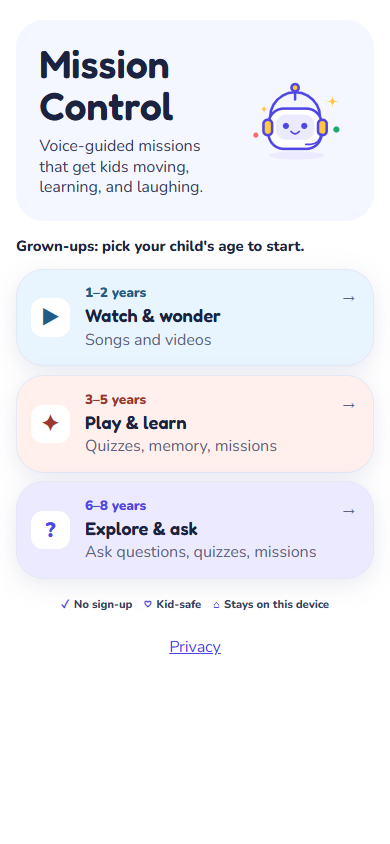 Mission
Control
Voice-guided missions
that get kids moving,
learning, and laughing.
Grown-ups: pick your child's age to start.
1–2 years
Watch & wonder
Songs and videos
→
3–5 years
Play & learn
Quizzes, memory, missions
→
?
6–8 years
Explore & ask
Ask questions, quizzes, missions
→
✓ No sign-up ♡ Kid-safe ⌂ Stays on this device
Privacy